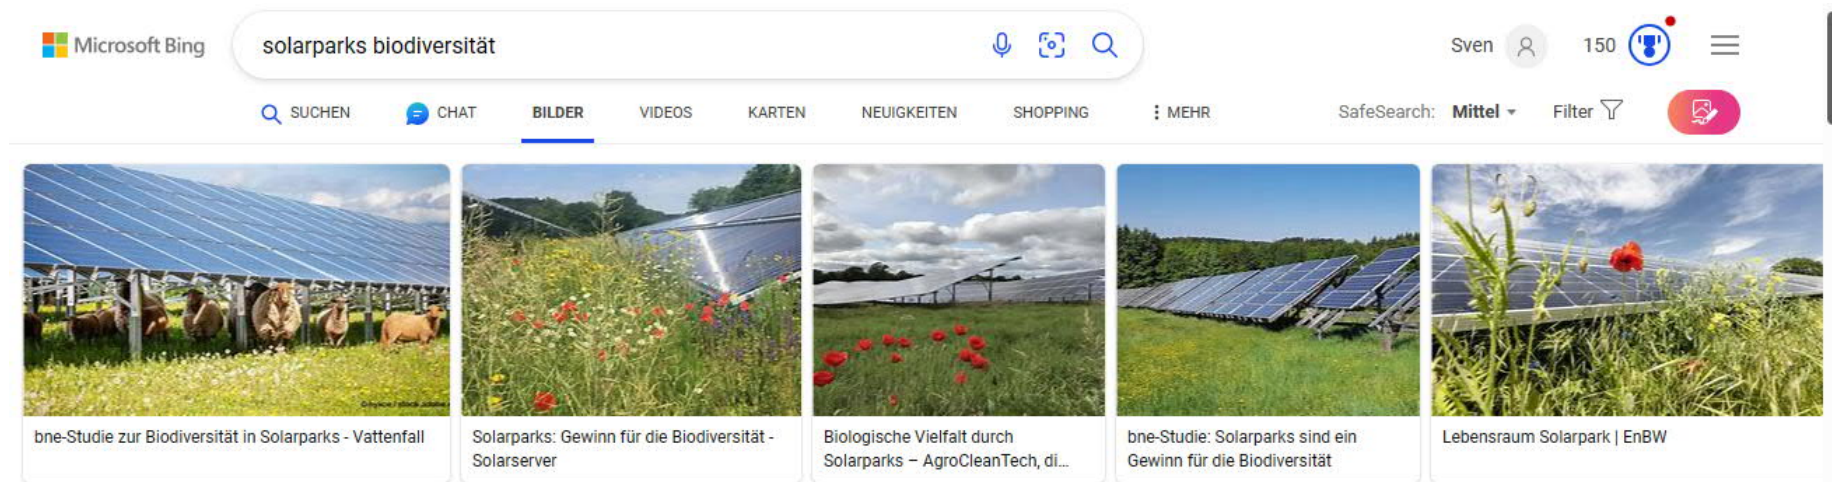 Microsoft Bing
solarparks biodiversität
Sven
150
SUCHEN
CHAT
BILDER
VIDEOS
KARTEN
NEUIGKEITEN
SHOPPING
MEHR
SafeSearch: Mittel
Filter
bne-Studie zur Biodiversität in Solarparks - Vattenfall
Solarparks: Gewinn für die Biodiversität -
Solarserver
Biologische Vielfalt durch
Solarparks – AgroCleanTech, di...
bne-Studie: Solarparks sind ein
Gewinn für die Biodiversität
Lebensraum Solarpark | EnBW